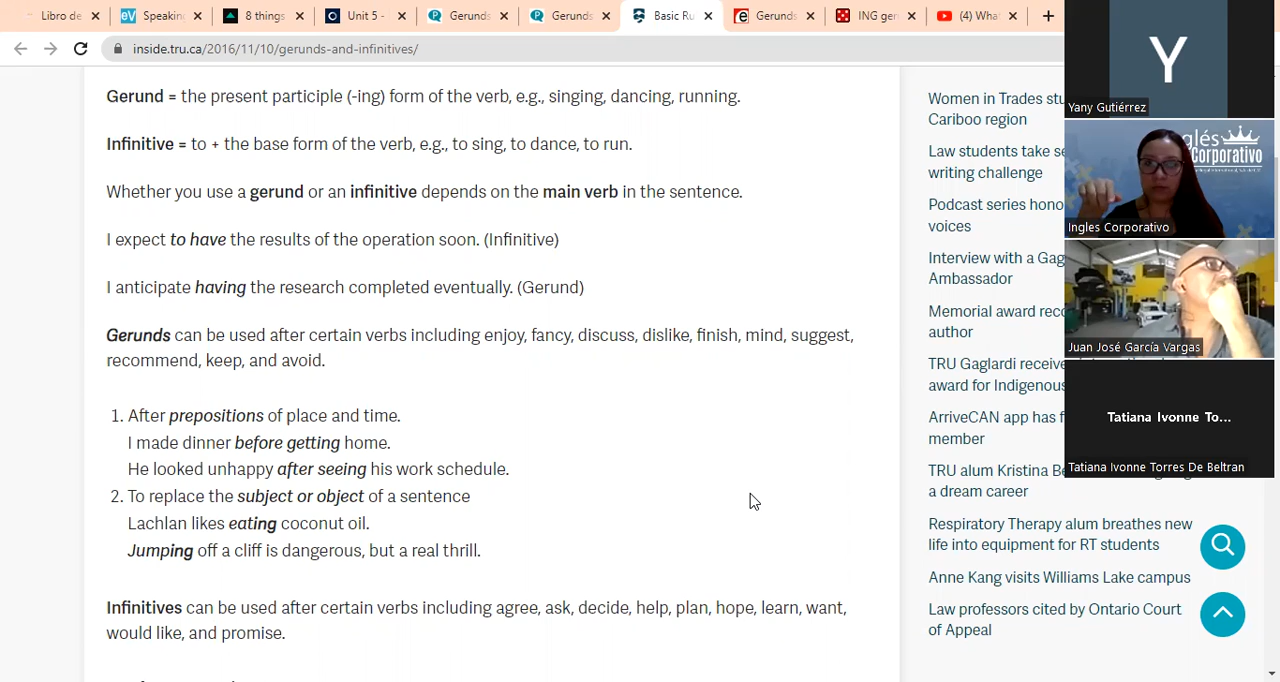 Libro de
Speakin
8 things
Unit 5 -
Gerunds
Gerunds
Basic Ru
Gerunds
ING ger
(4) Wha
inside.tru.ca/2016/11/10/gerunds-and-infinitives/
Gerund = the present participle (-ing) form of the verb, e.g., singing, dancing, running.
Infinitive = to + the base form of the verb, e.g., to sing, to dance, to run.
Whether you use a gerund or an infinitive depends on the main verb in the sentence.
I expect to have the results of the operation soon. (Infinitive)
I anticipate having the research completed eventually. (Gerund)
Gerunds can be used after certain verbs including enjoy, fancy, discuss, dislike, finish, mind, suggest,
recommend, keep, and avoid.
1. After prepositions of place and time.
I made dinner before getting home.
He looked unhappy after seeing his work schedule.
2. To replace the subject or object of a sentence
Lachlan likes eating coconut oil.
Jumping off a cliff is dangerous, but a real thrill.
Infinitives can be used after certain verbs including agree, ask, decide, help, plan, hope, learn, want,
would like, and promise.
Women in Trades stu
Cariboo region
Law students take se
writing challenge
Podcast series hono
voices
Interview with a Gag
Ambassador
Memorial award reco
author
TRU Gaglardi receive
award for Indigenous
ArriveCAN app has f
member
TRU alum Kristina Be
a dream career
Respiratory Therapy alum breathes new
life into equipment for RT students
Anne Kang visits Williams Lake campus
Law professors cited by Ontario Court
of Appeal
Y
Yany Gutiérrez
glés
Corporativo
Ingles Corporativo
Juan José García Vargas
Tatiana Ivonne To...
Tatiana Ivonne Torres De Beltran